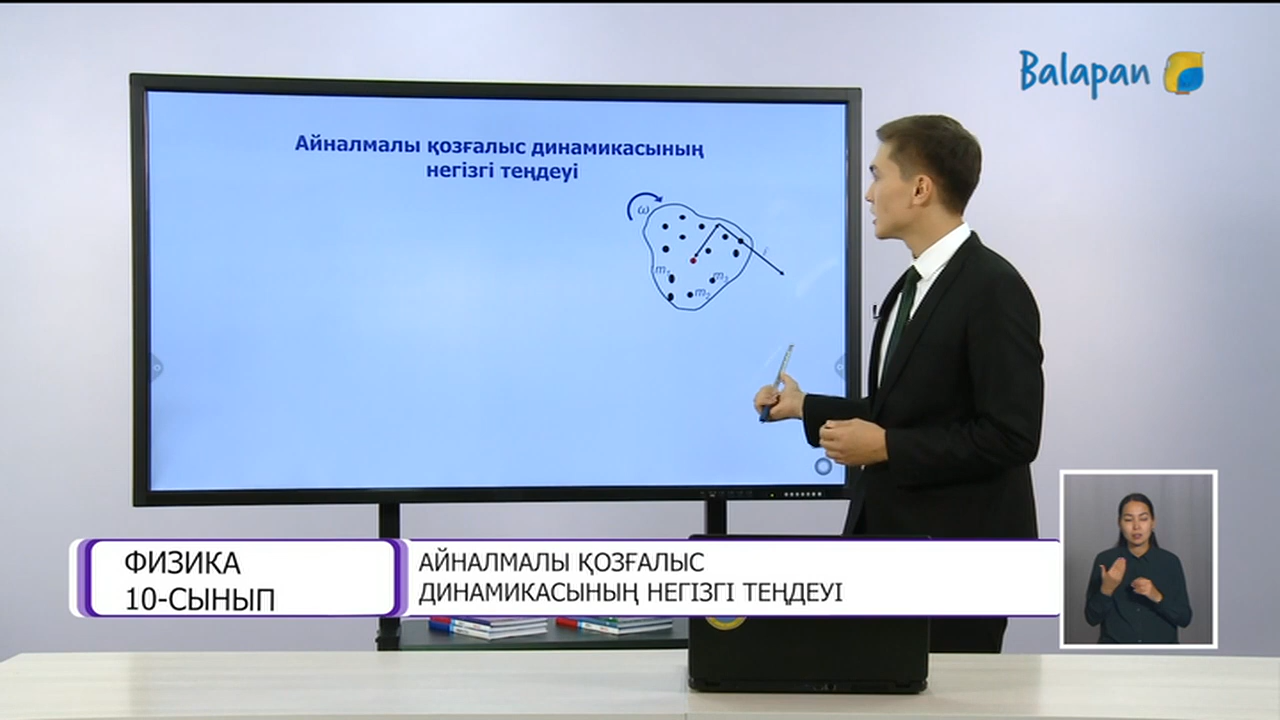 Balapan
Айналмалы қозғалыс динамикасының
негізгі теңдеуі
ω
m₁
m₃
m₂
ФИЗИКА
10-СЫНЫП
АЙНАЛМАЛЫ ҚОЗҒАЛЫС
ДИНАМИКАСЫНЫҢ НЕГІЗГІ ТЕҢДЕУІ